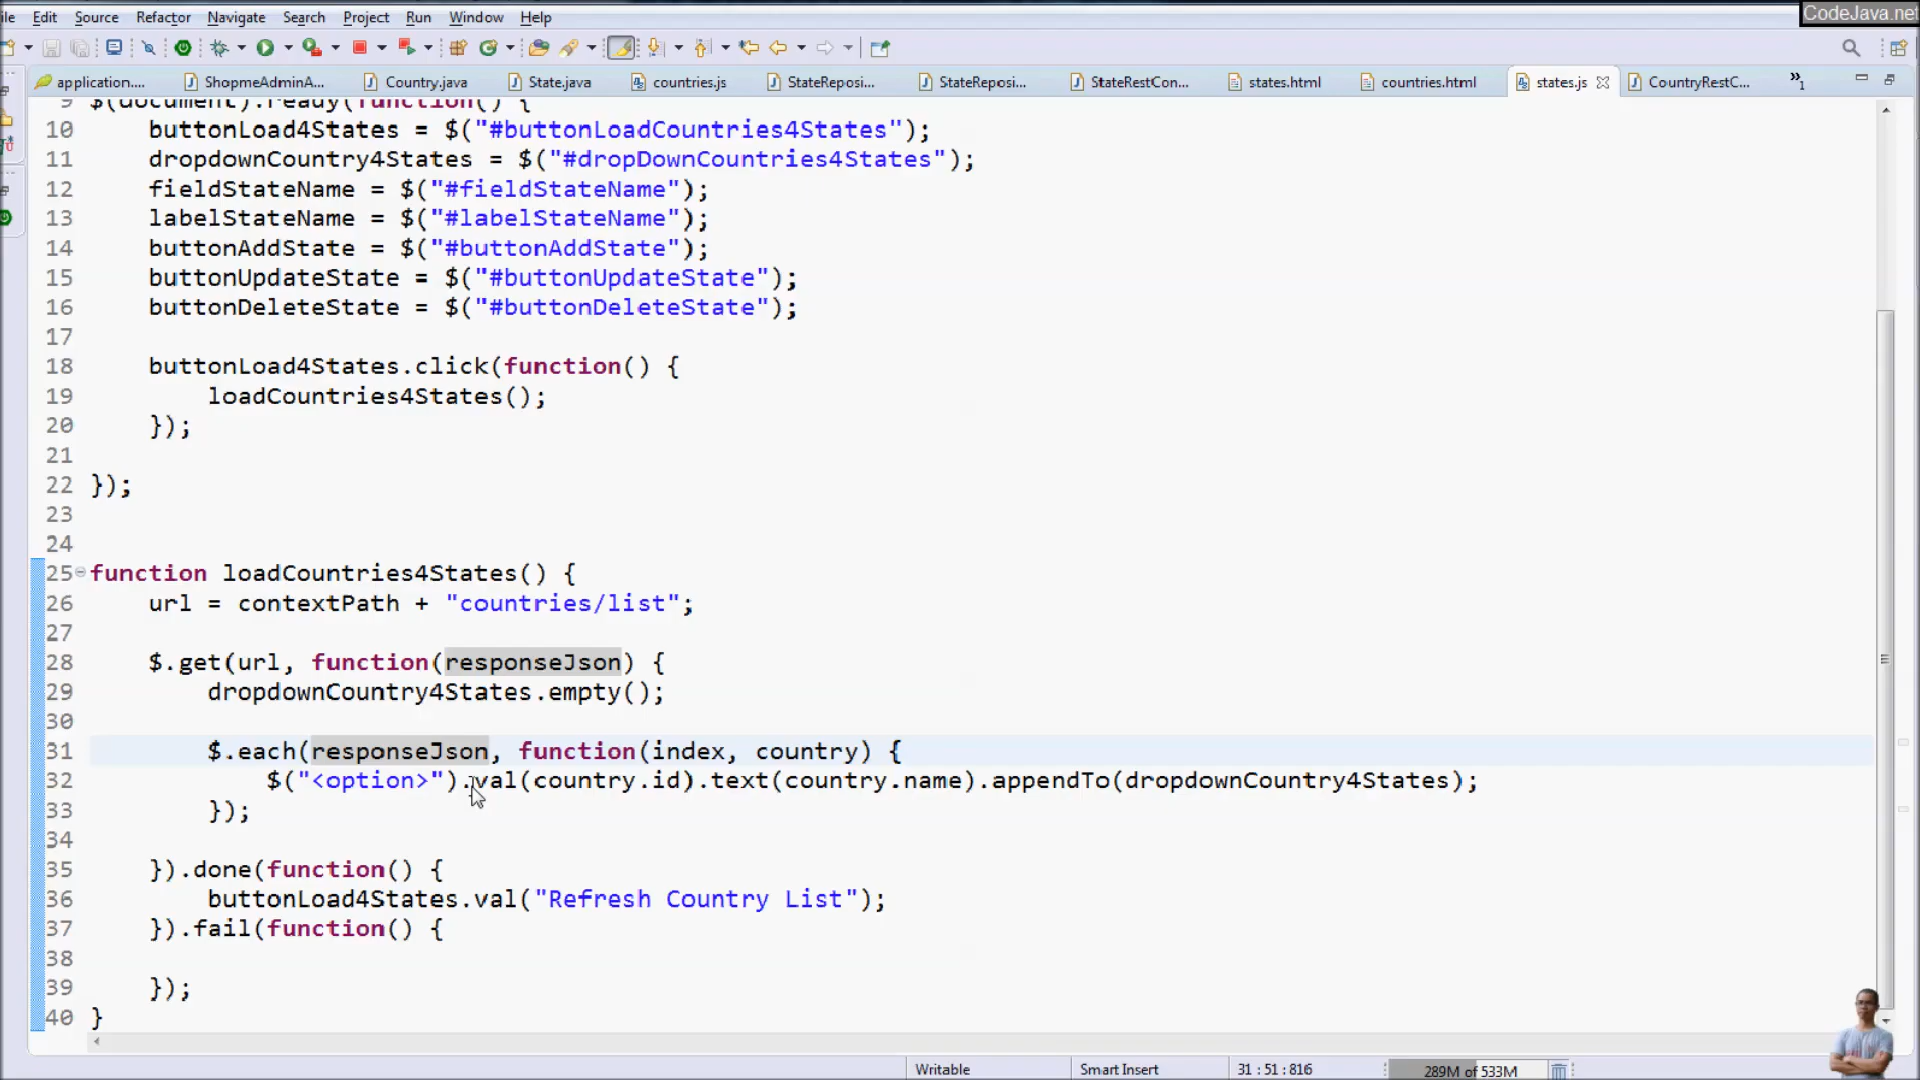 CodeJava.net
ile Edit Source Refactor Navigate Search Project Run Window Help
application.... ShopmeAdminA... Country.java State.java countries.js StateReposi... StateReposi... StateRestCon... states.html countries.html states.js CountryRestC... »1
9 $(document).ready(function() {
10 buttonLoad4States = $("#buttonLoadCountries4States");
11 dropdownCountry4States = $("#dropDownCountries4States");
12 fieldStateName = $("#fieldStateName");
13 labelStateName = $("#labelStateName");
14 buttonAddState = $("#buttonAddState");
15 buttonUpdateState = $("#buttonUpdateState");
16 buttonDeleteState = $("#buttonDeleteState");
17
18 buttonLoad4States.click(function() {
19 loadCountries4States();
20 });
21
22 });
23
24
25 function loadCountries4States() {
26 url = contextPath + "countries/list";
27
28 $.get(url, function(responseJson) {
29 dropdownCountry4States.empty();
30
31 $.each(responseJson, function(index, country) {
32 $("<option>").val(country.id).text(country.name).appendTo(dropdownCountry4States);
33 });
34
35 }).done(function() {
36 buttonLoad4States.val("Refresh Country List");
37 }).fail(function() {
38
39 });
40 }
Writable Smart Insert 31 : 51 : 816 289M of 533M